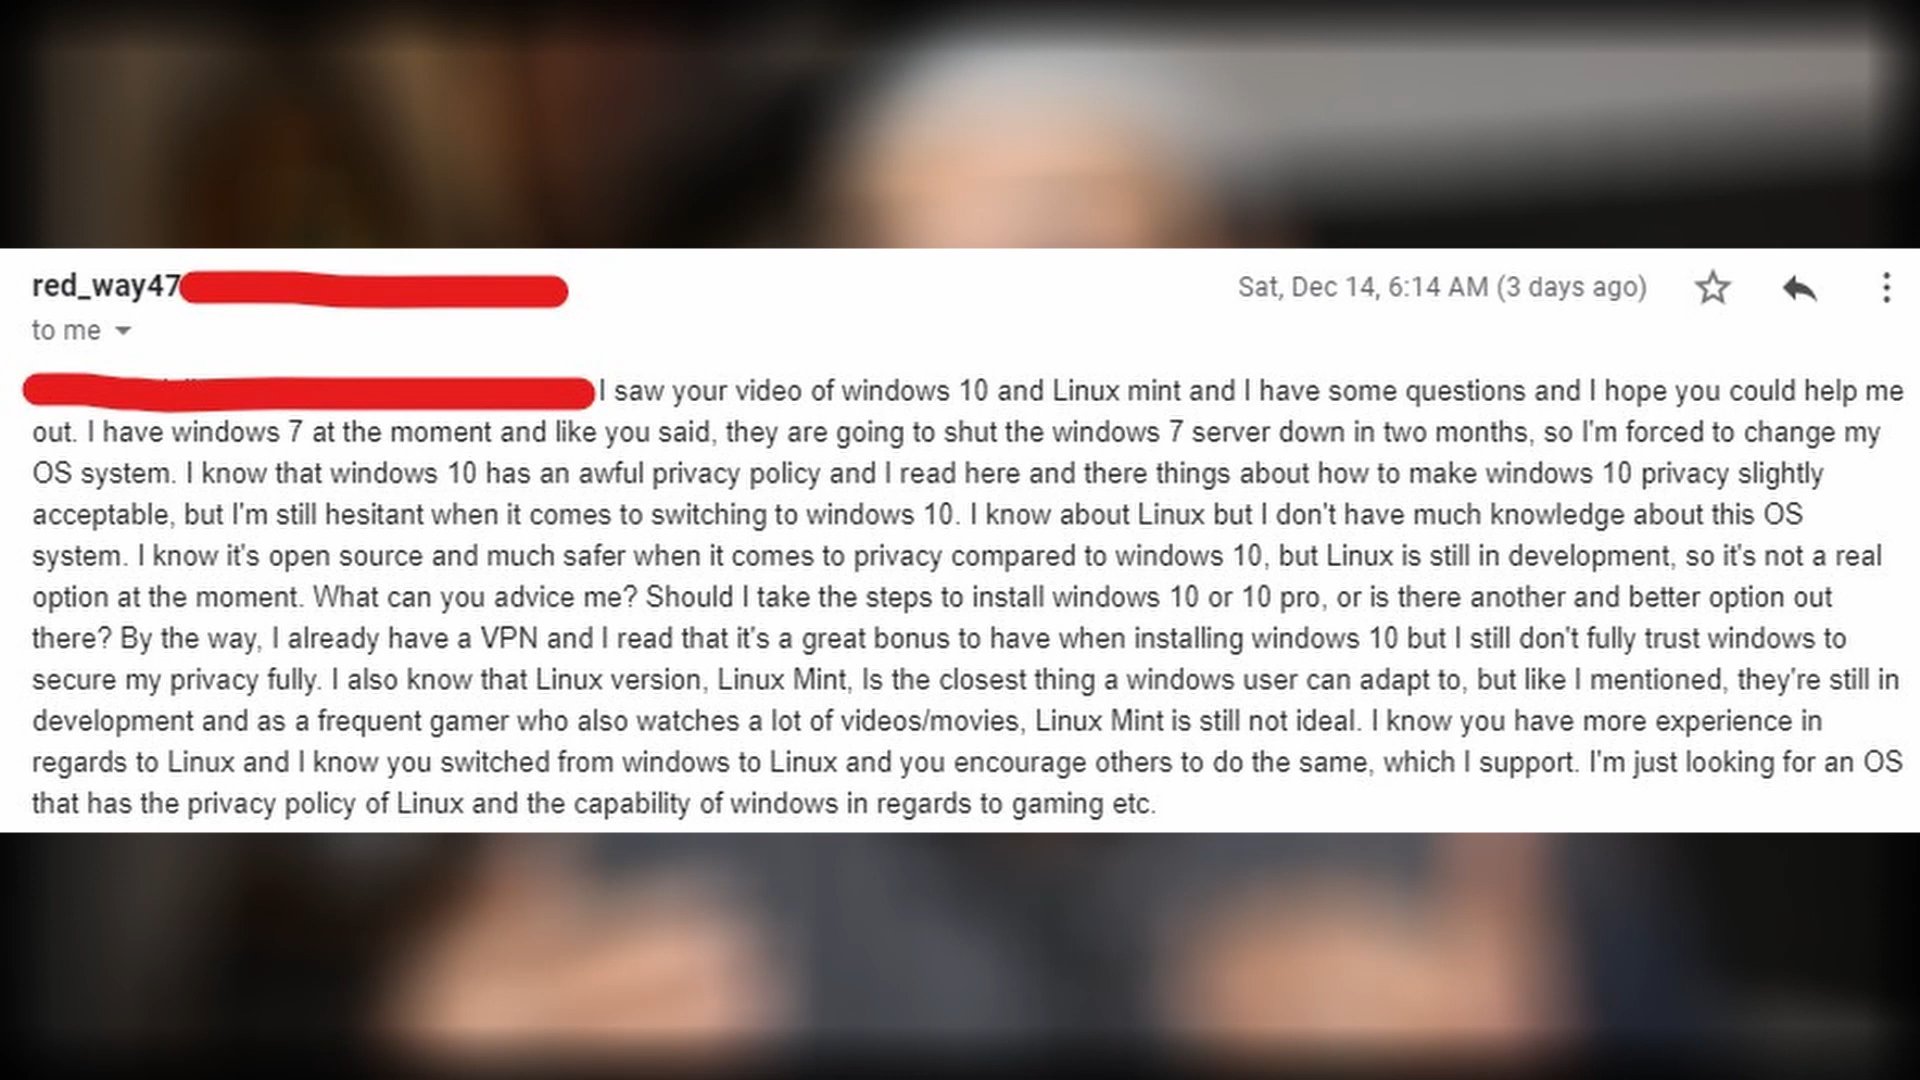 red_way47
Sat, Dec 14, 6:14 AM (3 days ago)
to me
I saw your video of windows 10 and Linux mint and I have some questions and I hope you could help me
out. I have windows 7 at the moment and like you said, they are going to shut the windows 7 server down in two months, so I'm forced to change my
OS system. I know that windows 10 has an awful privacy policy and I read here and there things about how to make windows 10 privacy slightly
acceptable, but I'm still hesitant when it comes to switching to windows 10. I know about Linux but I don't have much knowledge about this OS
system. I know it's open source and much safer when it comes to privacy compared to windows 10, but Linux is still in development, so it's not a real
option at the moment. What can you advice me? Should I take the steps to install windows 10 or 10 pro, or is there another and better option out
there? By the way, I already have a VPN and I read that it's a great bonus to have when installing windows 10 but I still don't fully trust windows to
secure my privacy fully. I also know that Linux version, Linux Mint, Is the closest thing a windows user can adapt to, but like I mentioned, they're still in
development and as a frequent gamer who also watches a lot of videos/movies, Linux Mint is still not ideal. I know you have more experience in
regards to Linux and I know you switched from windows to Linux and you encourage others to do the same, which I support. I'm just looking for an OS
that has the privacy policy of Linux and the capability of windows in regards to gaming etc.